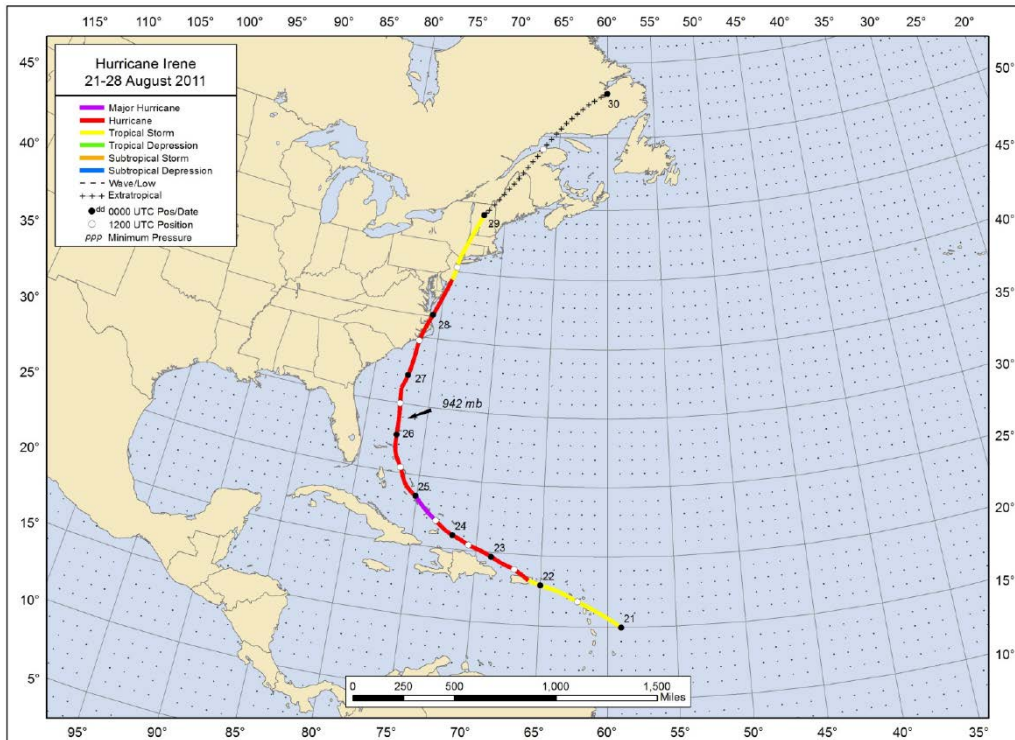 115° 110° 105° 100° 95° 90° 85° 80° 75° 70° 65° 60° 55° 50° 45° 40° 35° 30° 25° 20°
Hurricane Irene
21-28 August 2011
Major Hurricane
Hurricane
Tropical Storm
Tropical Depression
Subtropical Storm
Subtropical Depression
Wave/Low
Extratropical
dd 0000 UTC Pos/Date
1200 UTC Position
PPP Minimum Pressure
45°
40°
35°
30°
25°
20°
15°
10°
5°
50°
45°
40°
35°
30°
25°
20°
15°
10°
30
29
28
27
942 mb
26
25
24
23
22
21
0 250 500 1,000 1,500
Miles
95° 90° 85° 80° 75° 70° 65° 60° 55° 50° 45° 40° 35°